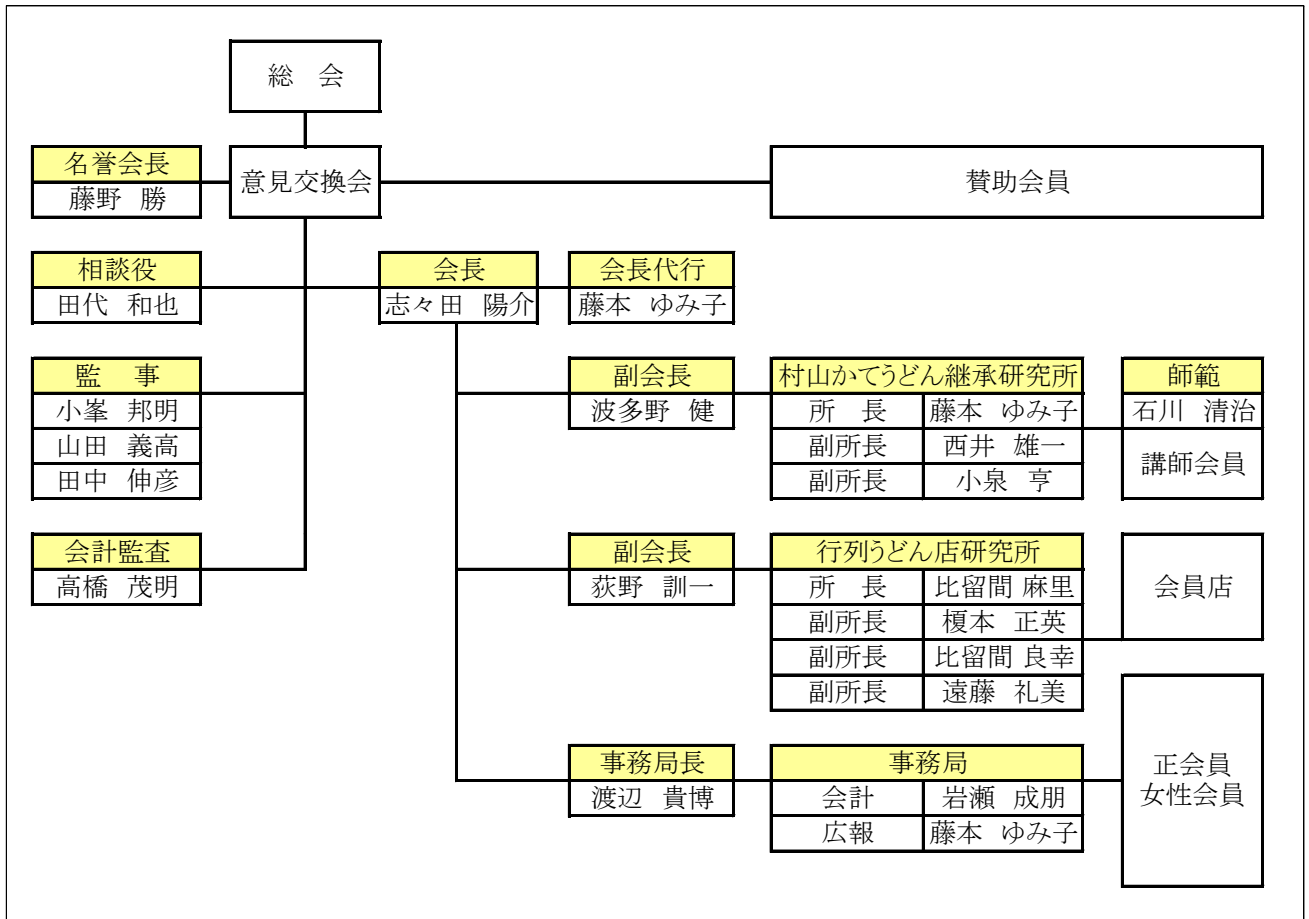 総　会
名誉会長
藤野　勝
意見交換会
賛助会員
相談役
田代　和也
会長
志々田　陽介
会長代行
藤本　ゆみ子
監　事
小峯　邦明
山田　義高
田中　伸彦
副会長
波多野　健
村山かてうどん継承研究所
所　長　藤本　ゆみ子
副所長　西井　雄一
副所長　小泉　亨
師範
石川　清治
講師会員
会計監査
高橋　茂明
副会長
荻野　訓一
行列うどん店研究所
所　長　比留間 麻里
副所長　榎本　正英
副所長　比留間 良幸
副所長　遠藤　礼美
会員店
事務局長
渡辺　貴博
事務局
会計　岩瀬　成朋
広報　藤本　ゆみ子
正会員
女性会員